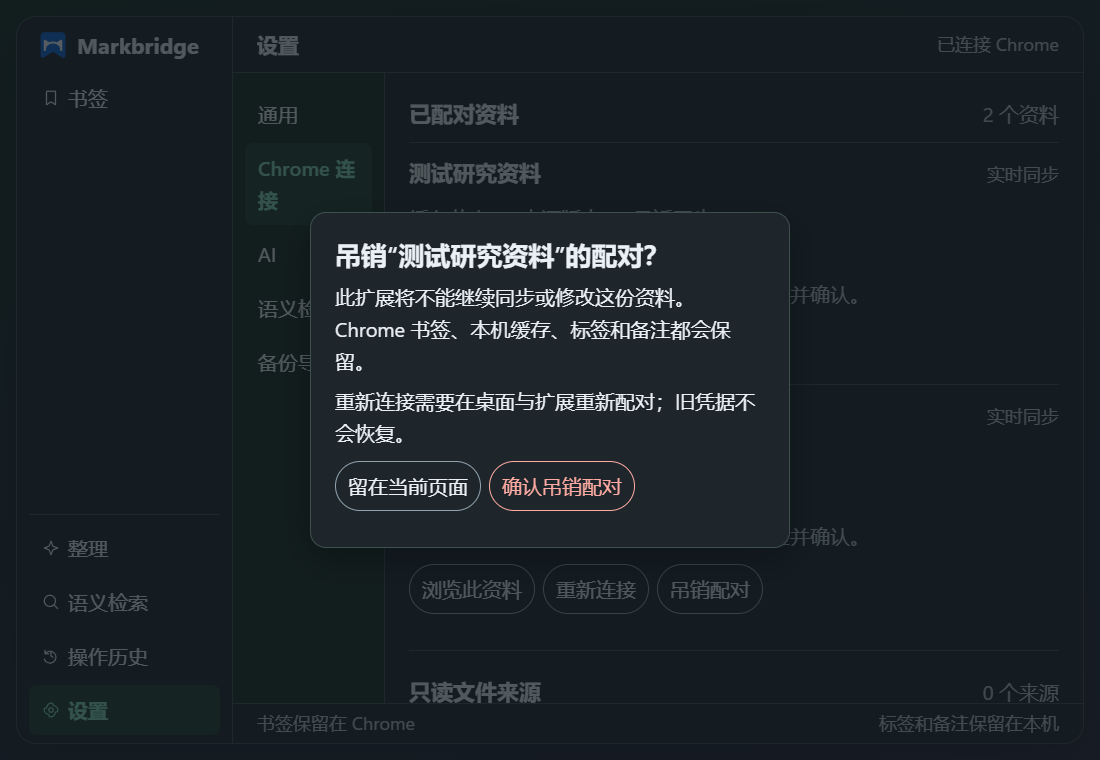 Markbridge
设置
已连接 Chrome
书签
通用
Chrome 连
接
AI
语义检
备份导
已配对资料
2 个资料
测试研究资料
实时同步
并确认。
实时同步
并确认。
吊销“测试研究资料”的配对？
此扩展将不能继续同步或修改这份资料。
Chrome 书签、本机缓存、标签和备注都会保
留。
重新连接需要在桌面与扩展重新配对；旧凭据不
会恢复。
留在当前页面
确认吊销配对
浏览此资料
重新连接
吊销配对
只读文件来源
0 个来源
整理
语义检索
操作历史
设置
书签保留在 Chrome
标签和备注保留在本机